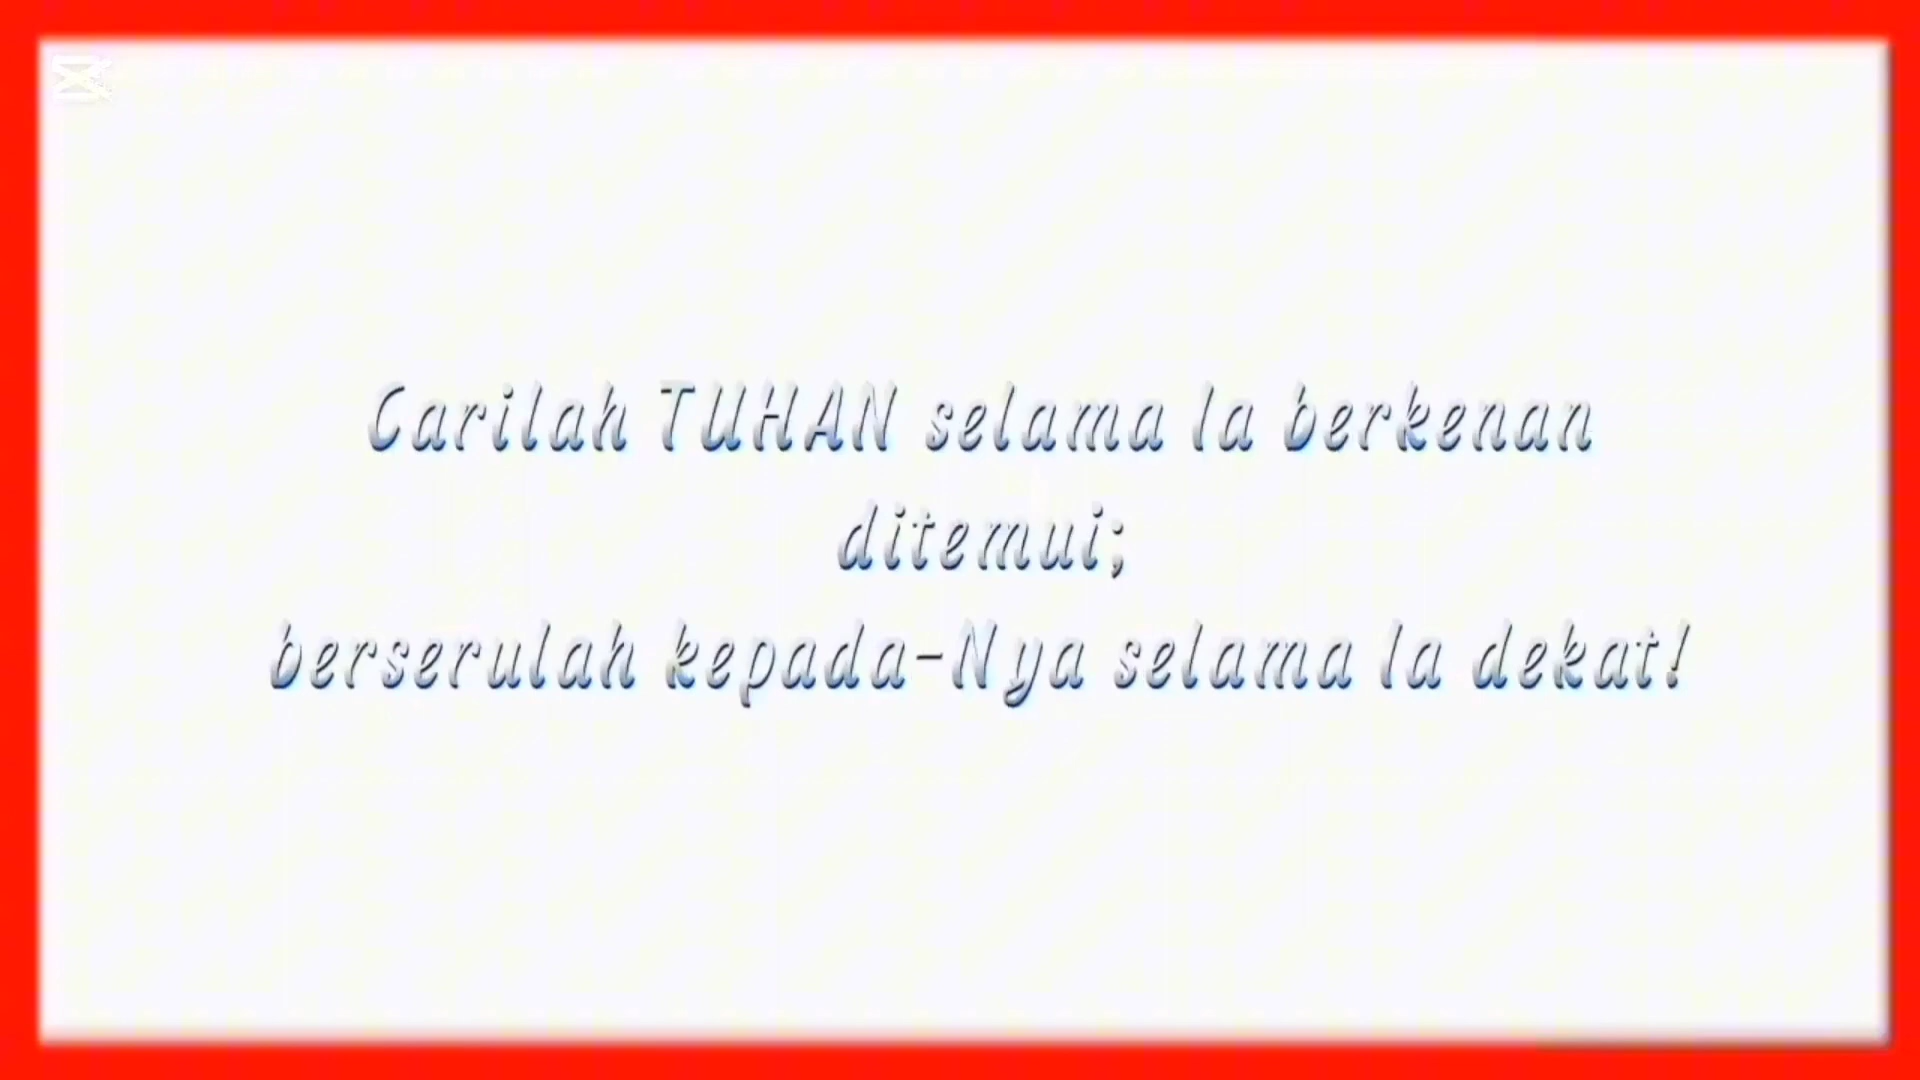 Carilah TUHAN selama Ia berkenan
ditemui;
berserulah kepada-Nya selama Ia dekat!